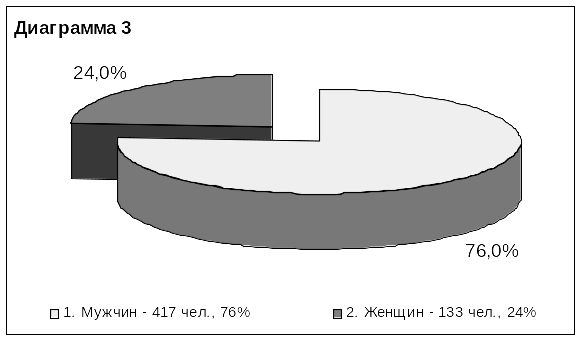 Диаграмма 3
24,0%
76,0%
1. Мужчин - 417 чел., 76%
2. Женщин - 133 чел., 24%